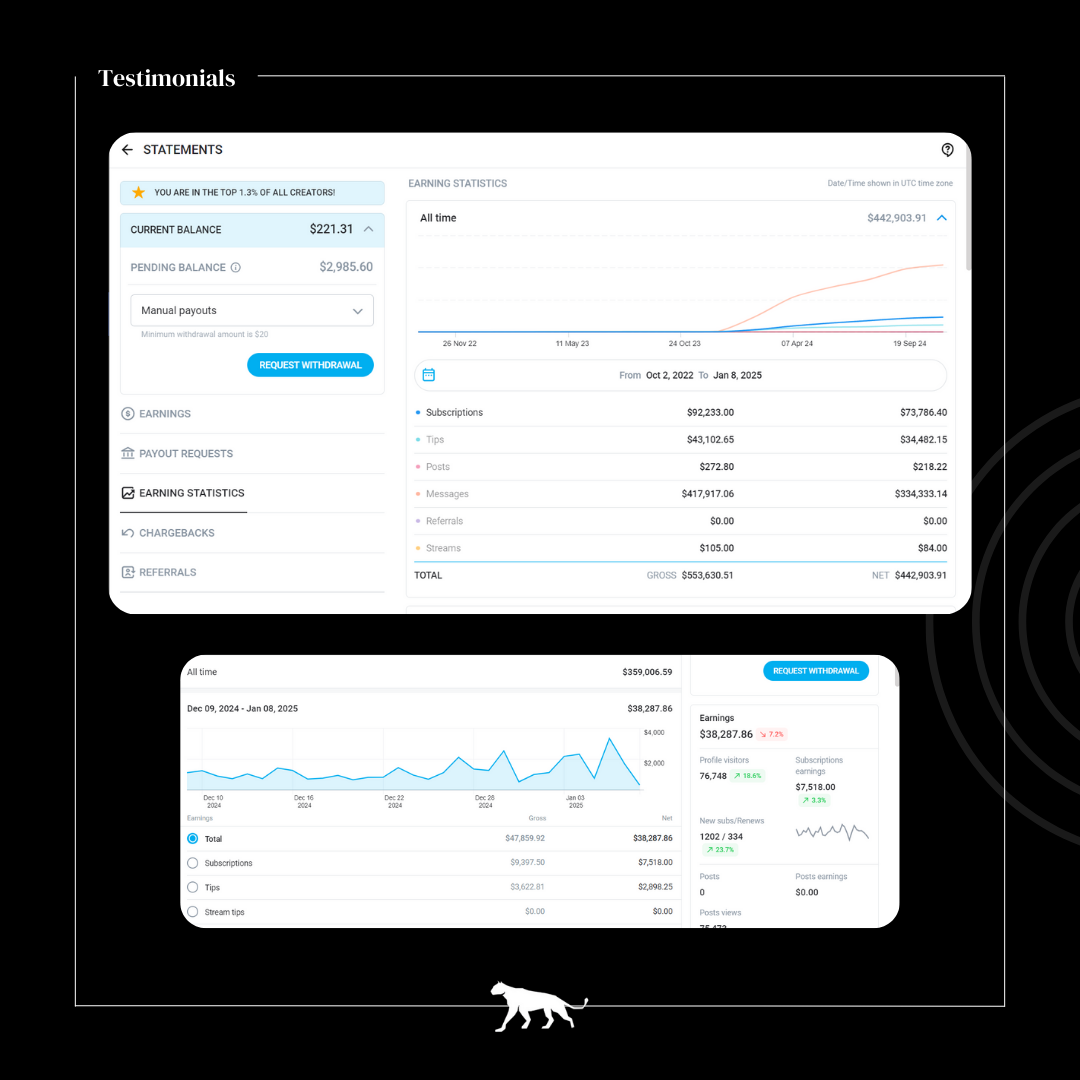 Testimonials
STATEMENTS
YOU ARE IN THE TOP 1.3% OF ALL CREATORS!
CURRENT BALANCE $221.31
PENDING BALANCE $2,985.60
Manual payouts
Minimum withdrawal amount is $20
REQUEST WITHDRAWAL
EARNINGS
PAYOUT REQUESTS
EARNING STATISTICS
CHARGEBACKS
REFERRALS
EARNING STATISTICS Date/Time shown in UTC time zone
All time $442,903.91
26 Nov 22 11 May 23 24 Oct 23 07 Apr 24 19 Sep 24
From Oct 2, 2022 To Jan 8, 2025
Subscriptions $92,233.00 $73,786.40
Tips $43,102.65 $34,482.15
Posts $272.80 $218.22
Messages $417,917.06 $334,333.14
Referrals $0.00 $0.00
Streams $105.00 $84.00
TOTAL GROSS $553,630.51 NET $442,903.91
All time $359,006.59
Dec 09, 2024 - Jan 08, 2025 $38,287.86
$4,000
$2,000
Dec 10 Dec 16 Dec 22 Dec 28 Jan 03
2024 2024 2024 2024 2025
Earnings Gross Net
Total $47,859.92 $38,287.86
Subscriptions $9,397.50 $7,518.00
Tips $3,622.81 $2,898.25
Stream tips $0.00 $0.00
REQUEST WITHDRAWAL
Earnings
$38,287.86 7.2%
Profile visitors
76,748 18.6%
Subscriptions
earnings
$7,518.00
3.3%
New subs/Renews
1202 / 334
23.7%
Posts
0
Posts earnings
$0.00
Posts views